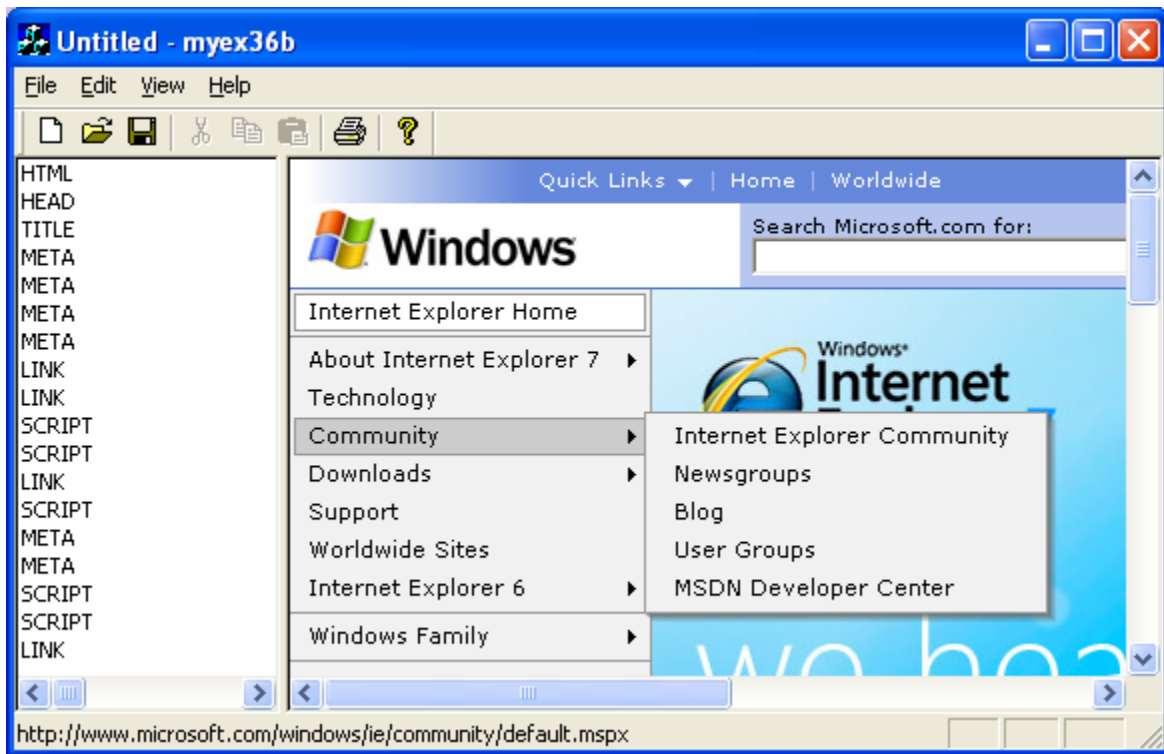 Untitled - myex36b
File Edit View Help
HTML
HEAD
TITLE
META
META
META
META
LINK
LINK
SCRIPT
SCRIPT
LINK
SCRIPT
META
META
SCRIPT
SCRIPT
LINK
Quick Links | Home | Worldwide
Windows
Search Microsoft.com for:
Internet Explorer Home
About Internet Explorer 7
Technology
Community
Downloads
Support
Worldwide Sites
Internet Explorer 6
Windows Family
Windows
Internet
Internet Explorer Community
Newsgroups
Blog
User Groups
MSDN Developer Center
we hea
http://www.microsoft.com/windows/ie/community/default.mspx